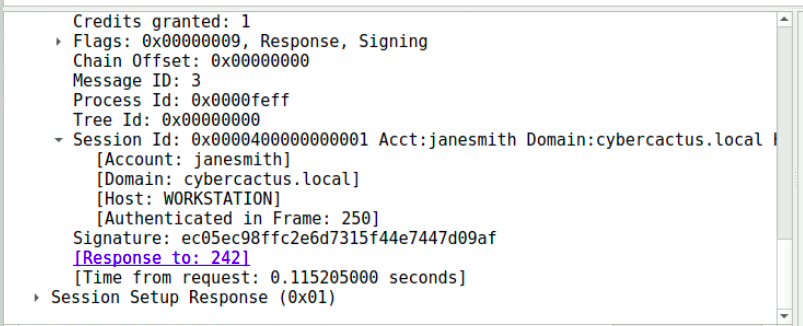 Credits granted: 1
Flags: 0x00000009, Response, Signing
Chain Offset: 0x00000000
Message ID: 3
Process Id: 0x0000feff
Tree Id: 0x00000000
Session Id: 0x0000400000000001 Acct:janesmith Domain:cybercactus.local
[Account: janesmith]
[Domain: cybercactus.local]
[Host: WORKSTATION]
[Authenticated in Frame: 250]
Signature: ec05ec98ffc2e6d7315f44e7447d09af
[Response to: 242]
[Time from request: 0.115205000 seconds]
Session Setup Response (0x01)